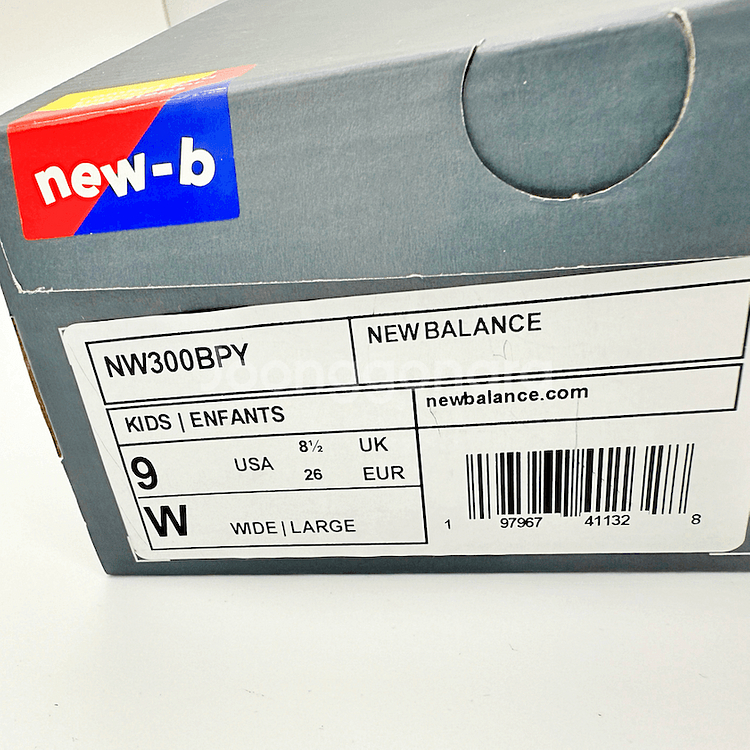 new-b
NW300BPY
NEW BALANCE
KIDS | ENFANTS
newbalance.com
9 USA 8½ UK
26 EUR
W WIDE | LARGE
1 97967 41132 8